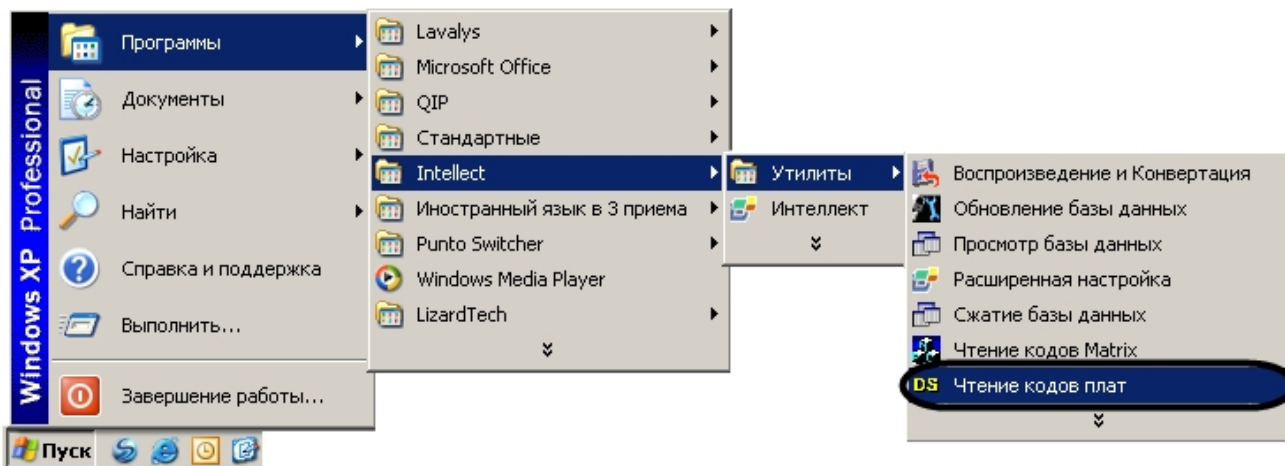 Windows XP Professional
Программы
Документы
Настройка
Найти
Справка и поддержка
Выполнить...
Завершение работы...
Пуск
Lavalys
Microsoft Office
QIP
Стандартные
Intellect
Иностранный язык в 3 приема
Punto Switcher
Windows Media Player
LizardTech
Утилиты
Интеллект
Воспроизведение и Конвертация
Обновление базы данных
Просмотр базы данных
Расширенная настройка
Сжатие базы данных
Чтение кодов Matrix
DS Чтение кодов плат